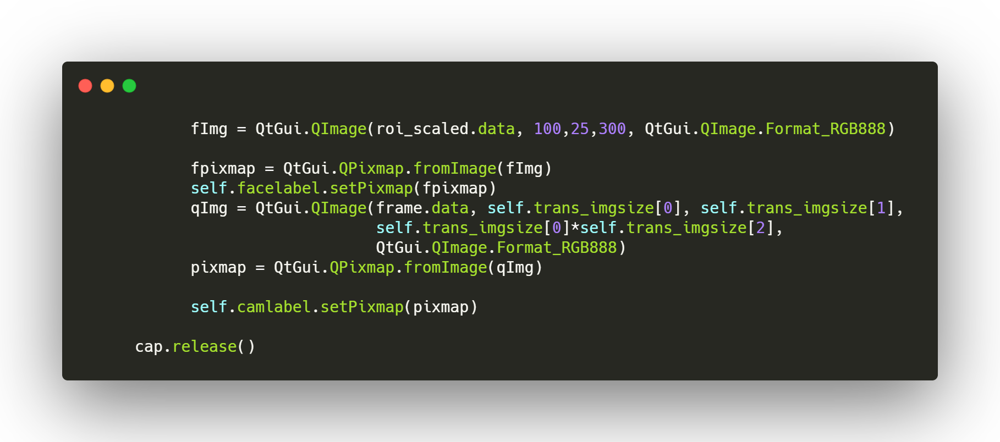 fImg = QtGui.QImage(roi_scaled.data, 100,25,300, QtGui.QImage.Format_RGB888)
fpixmap = QtGui.QPixmap.fromImage(fImg)
self.facelabel.setPixmap(fpixmap)
qImg = QtGui.QImage(frame.data, self.trans_imgsize[0], self.trans_imgsize[1],
self.trans_imgsize[0]*self.trans_imgsize[2],
QtGui.QImage.Format_RGB888)
pixmap = QtGui.QPixmap.fromImage(qImg)
self.camlabel.setPixmap(pixmap)
cap.release()